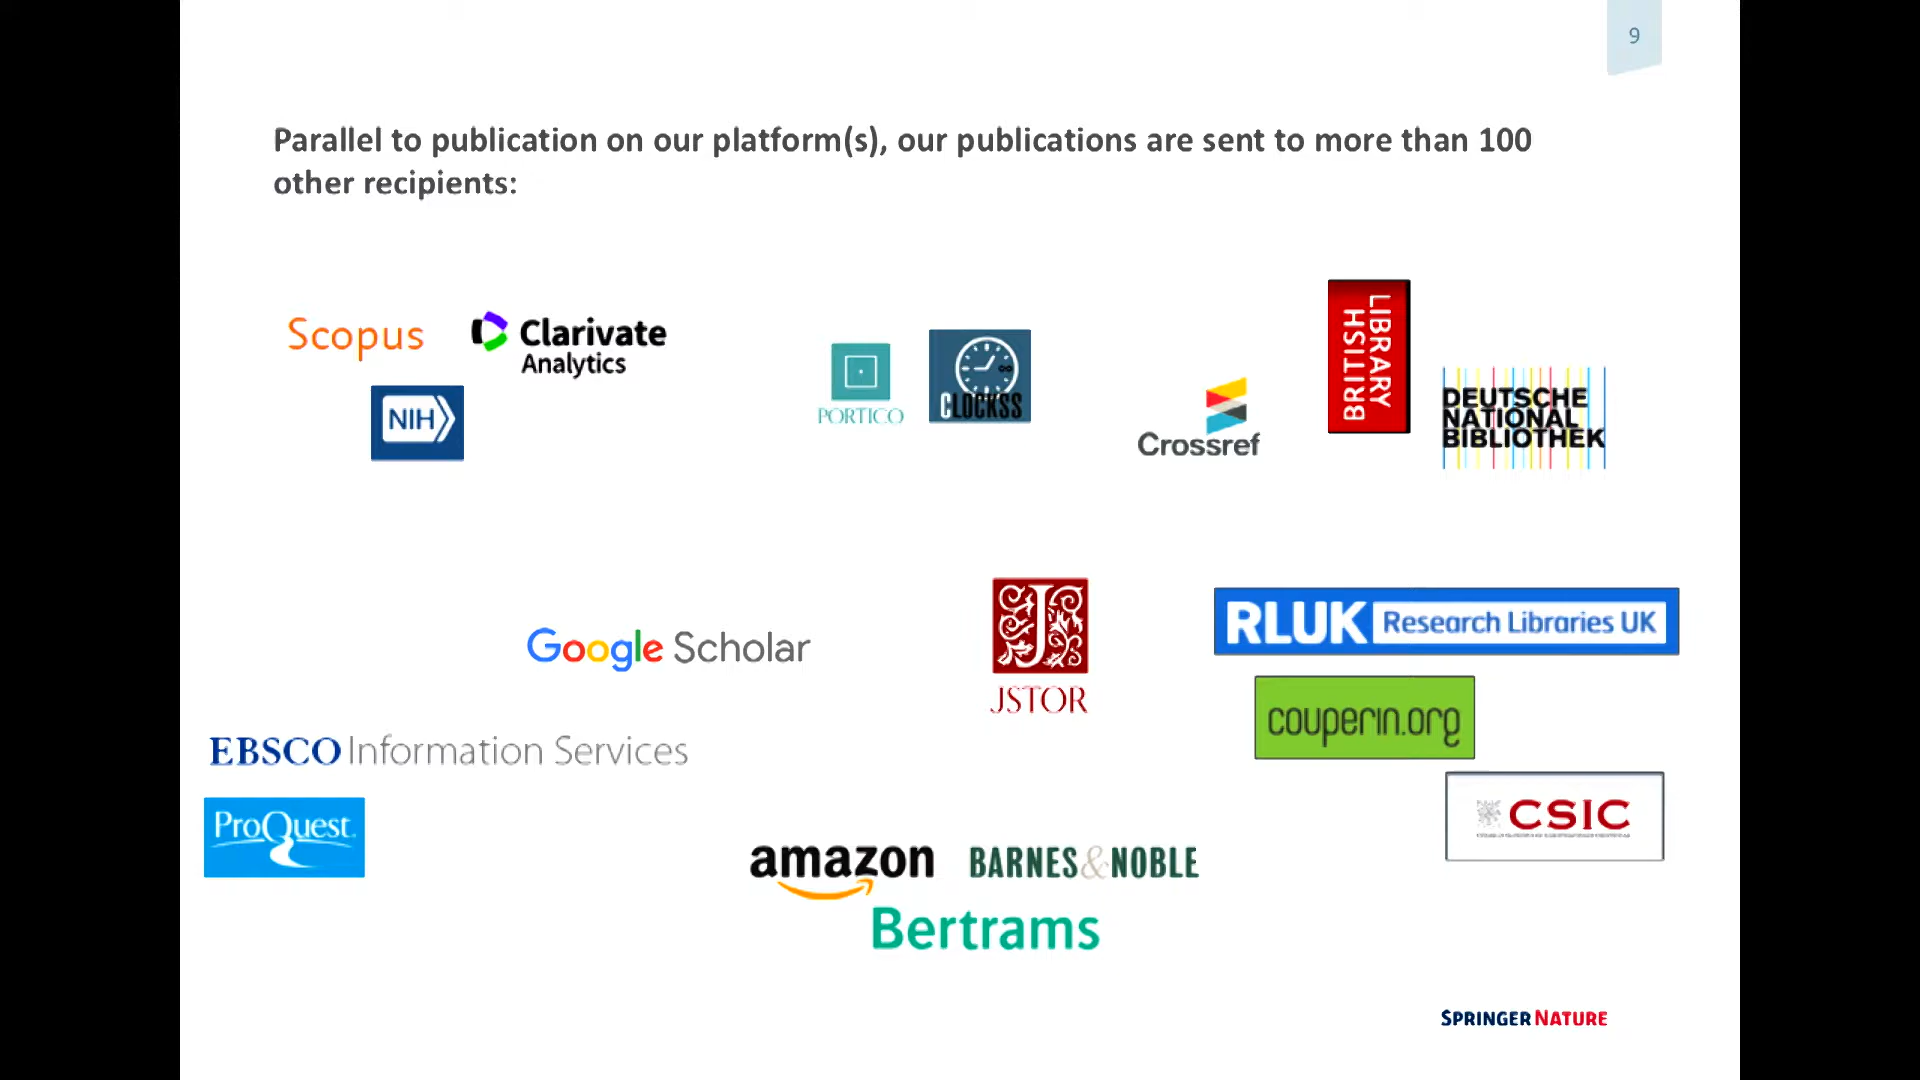 9
Parallel to publication on our platform(s), our publications are sent to more than 100
other recipients:
Scopus
Clarivate
Analytics
NIH
PORTICO
CLOCKSS
Crossref
BRITISH
LIBRARY
DEUTSCHE
NATIONAL
BIBLIOTHEK
Google Scholar
J
JSTOR
RLUK Research Libraries UK
couperin.org
EBSCO Information Services
ProQuest
CSIC
amazon
BARNES&NOBLE
Bertrams
SPRINGER NATURE